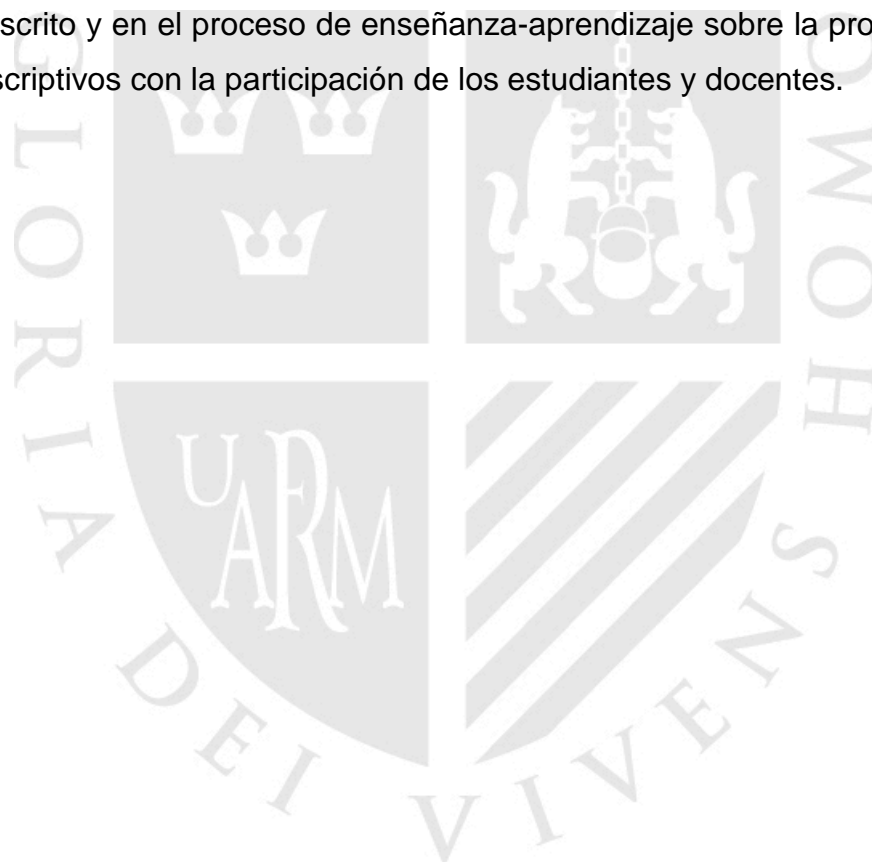 scrito y en el proceso de enseñanza-aprendizaje sobre la pro
scriptivos con la participación de los estudiantes y docentes.
GLORIA DEI VIVENS HOMO
UARM